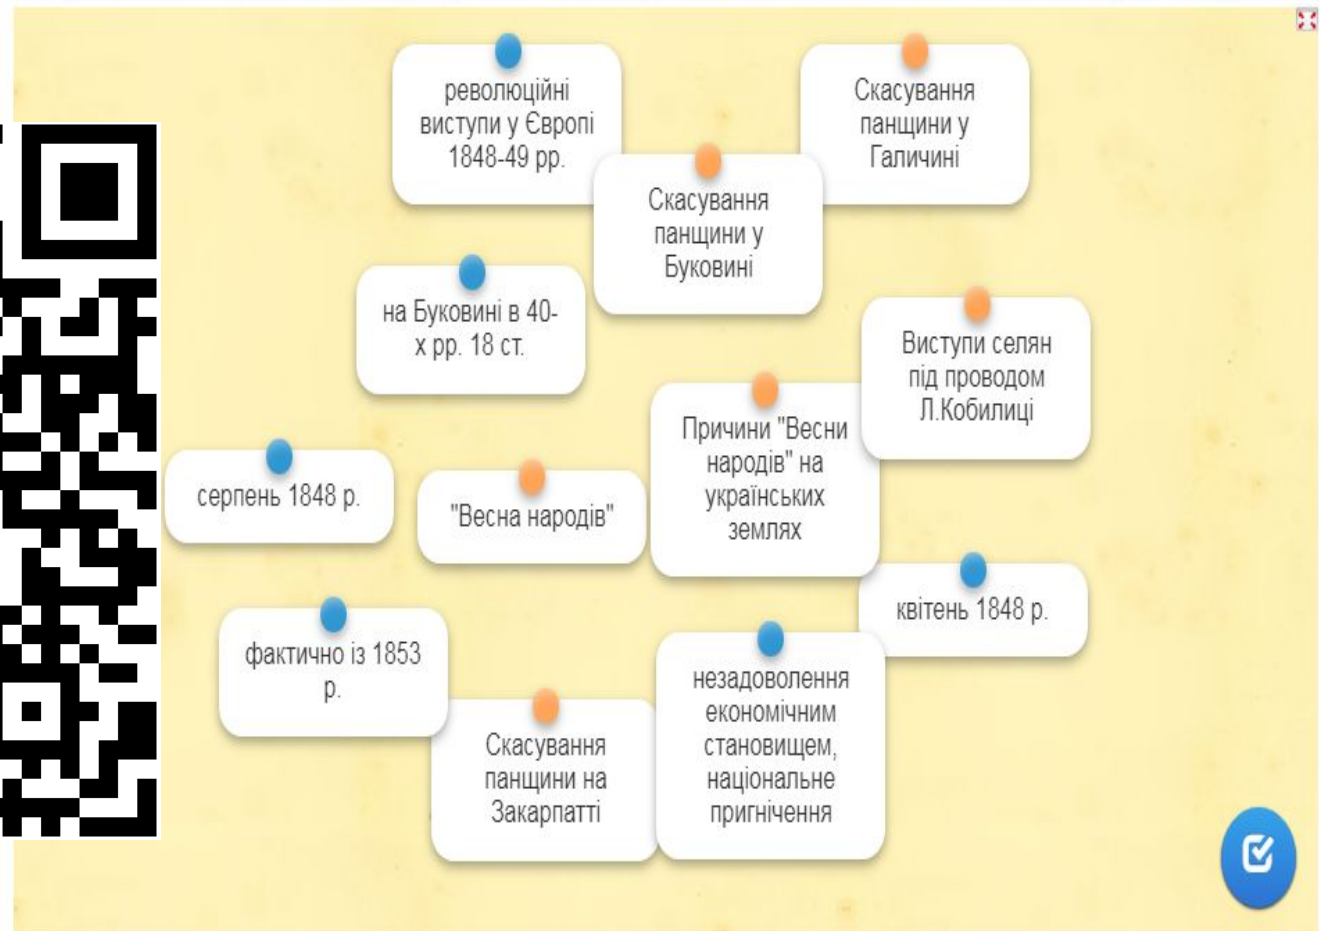 революційні
виступи у Європі
1848-49 рр.
Скасування
панщини у
Галичині
Скасування
панщини у
Буковині
на Буковині в 40-
х рр. 18 ст.
Виступи селян
під проводом
Л.Кобилиці
Причини "Весни
народів" на
українських
землях
серпень 1848 р.
"Весна народів"
квітень 1848 р.
фактично із 1853
р.
незадоволення
економічним
становищем,
національне
пригнічення
Скасування
панщини на
Закарпатті